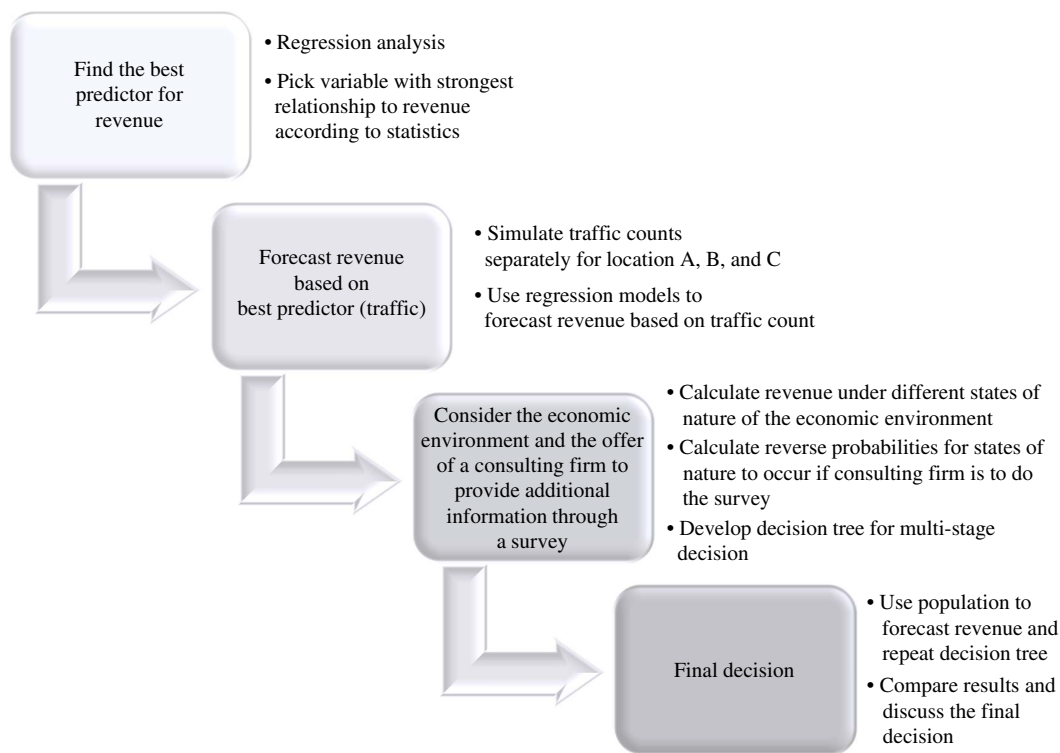 Find the best
predictor for
revenue
• Regression analysis
• Pick variable with strongest
relationship to revenue
according to statistics
Forecast revenue
based on
best predictor (traffic)
• Simulate traffic counts
separately for location A, B, and C
• Use regression models to
forecast revenue based on traffic count
Consider the economic
environment and the offer
of a consulting firm to
provide additional
information through
a survey
• Calculate revenue under different states of
nature of the economic environment
• Calculate reverse probabilities for states of
nature to occur if consulting firm is to do
the survey
• Develop decision tree for multi-stage
decision
Final decision
• Use population to
forecast revenue and
repeat decision tree
• Compare results and
discuss the final
decision